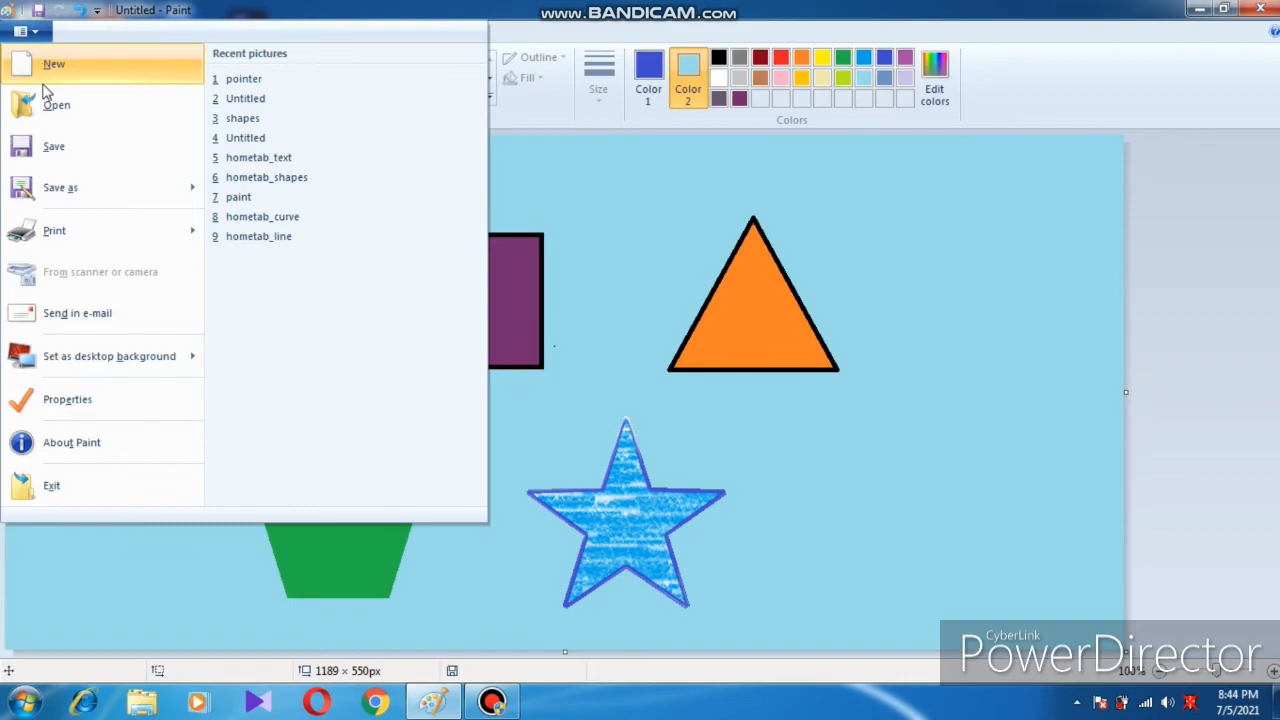 Untitled - Paint
www.BANDICAM.com
New
Open
Save
Save as
Print
From scanner or camera
Send in e-mail
Set as desktop background
Properties
About Paint
Exit
Recent pictures
1 pointer
2 Untitled
3 shapes
4 Untitled
5 hometab_text
6 hometab_shapes
7 paint
8 hometab_curve
9 hometab_line
Outline
Fill
Size
Color 1
Color 2
Edit colors
Colors
1189 × 550px
100%
CyberLink
PowerDirector
8:44 PM
7/5/2021